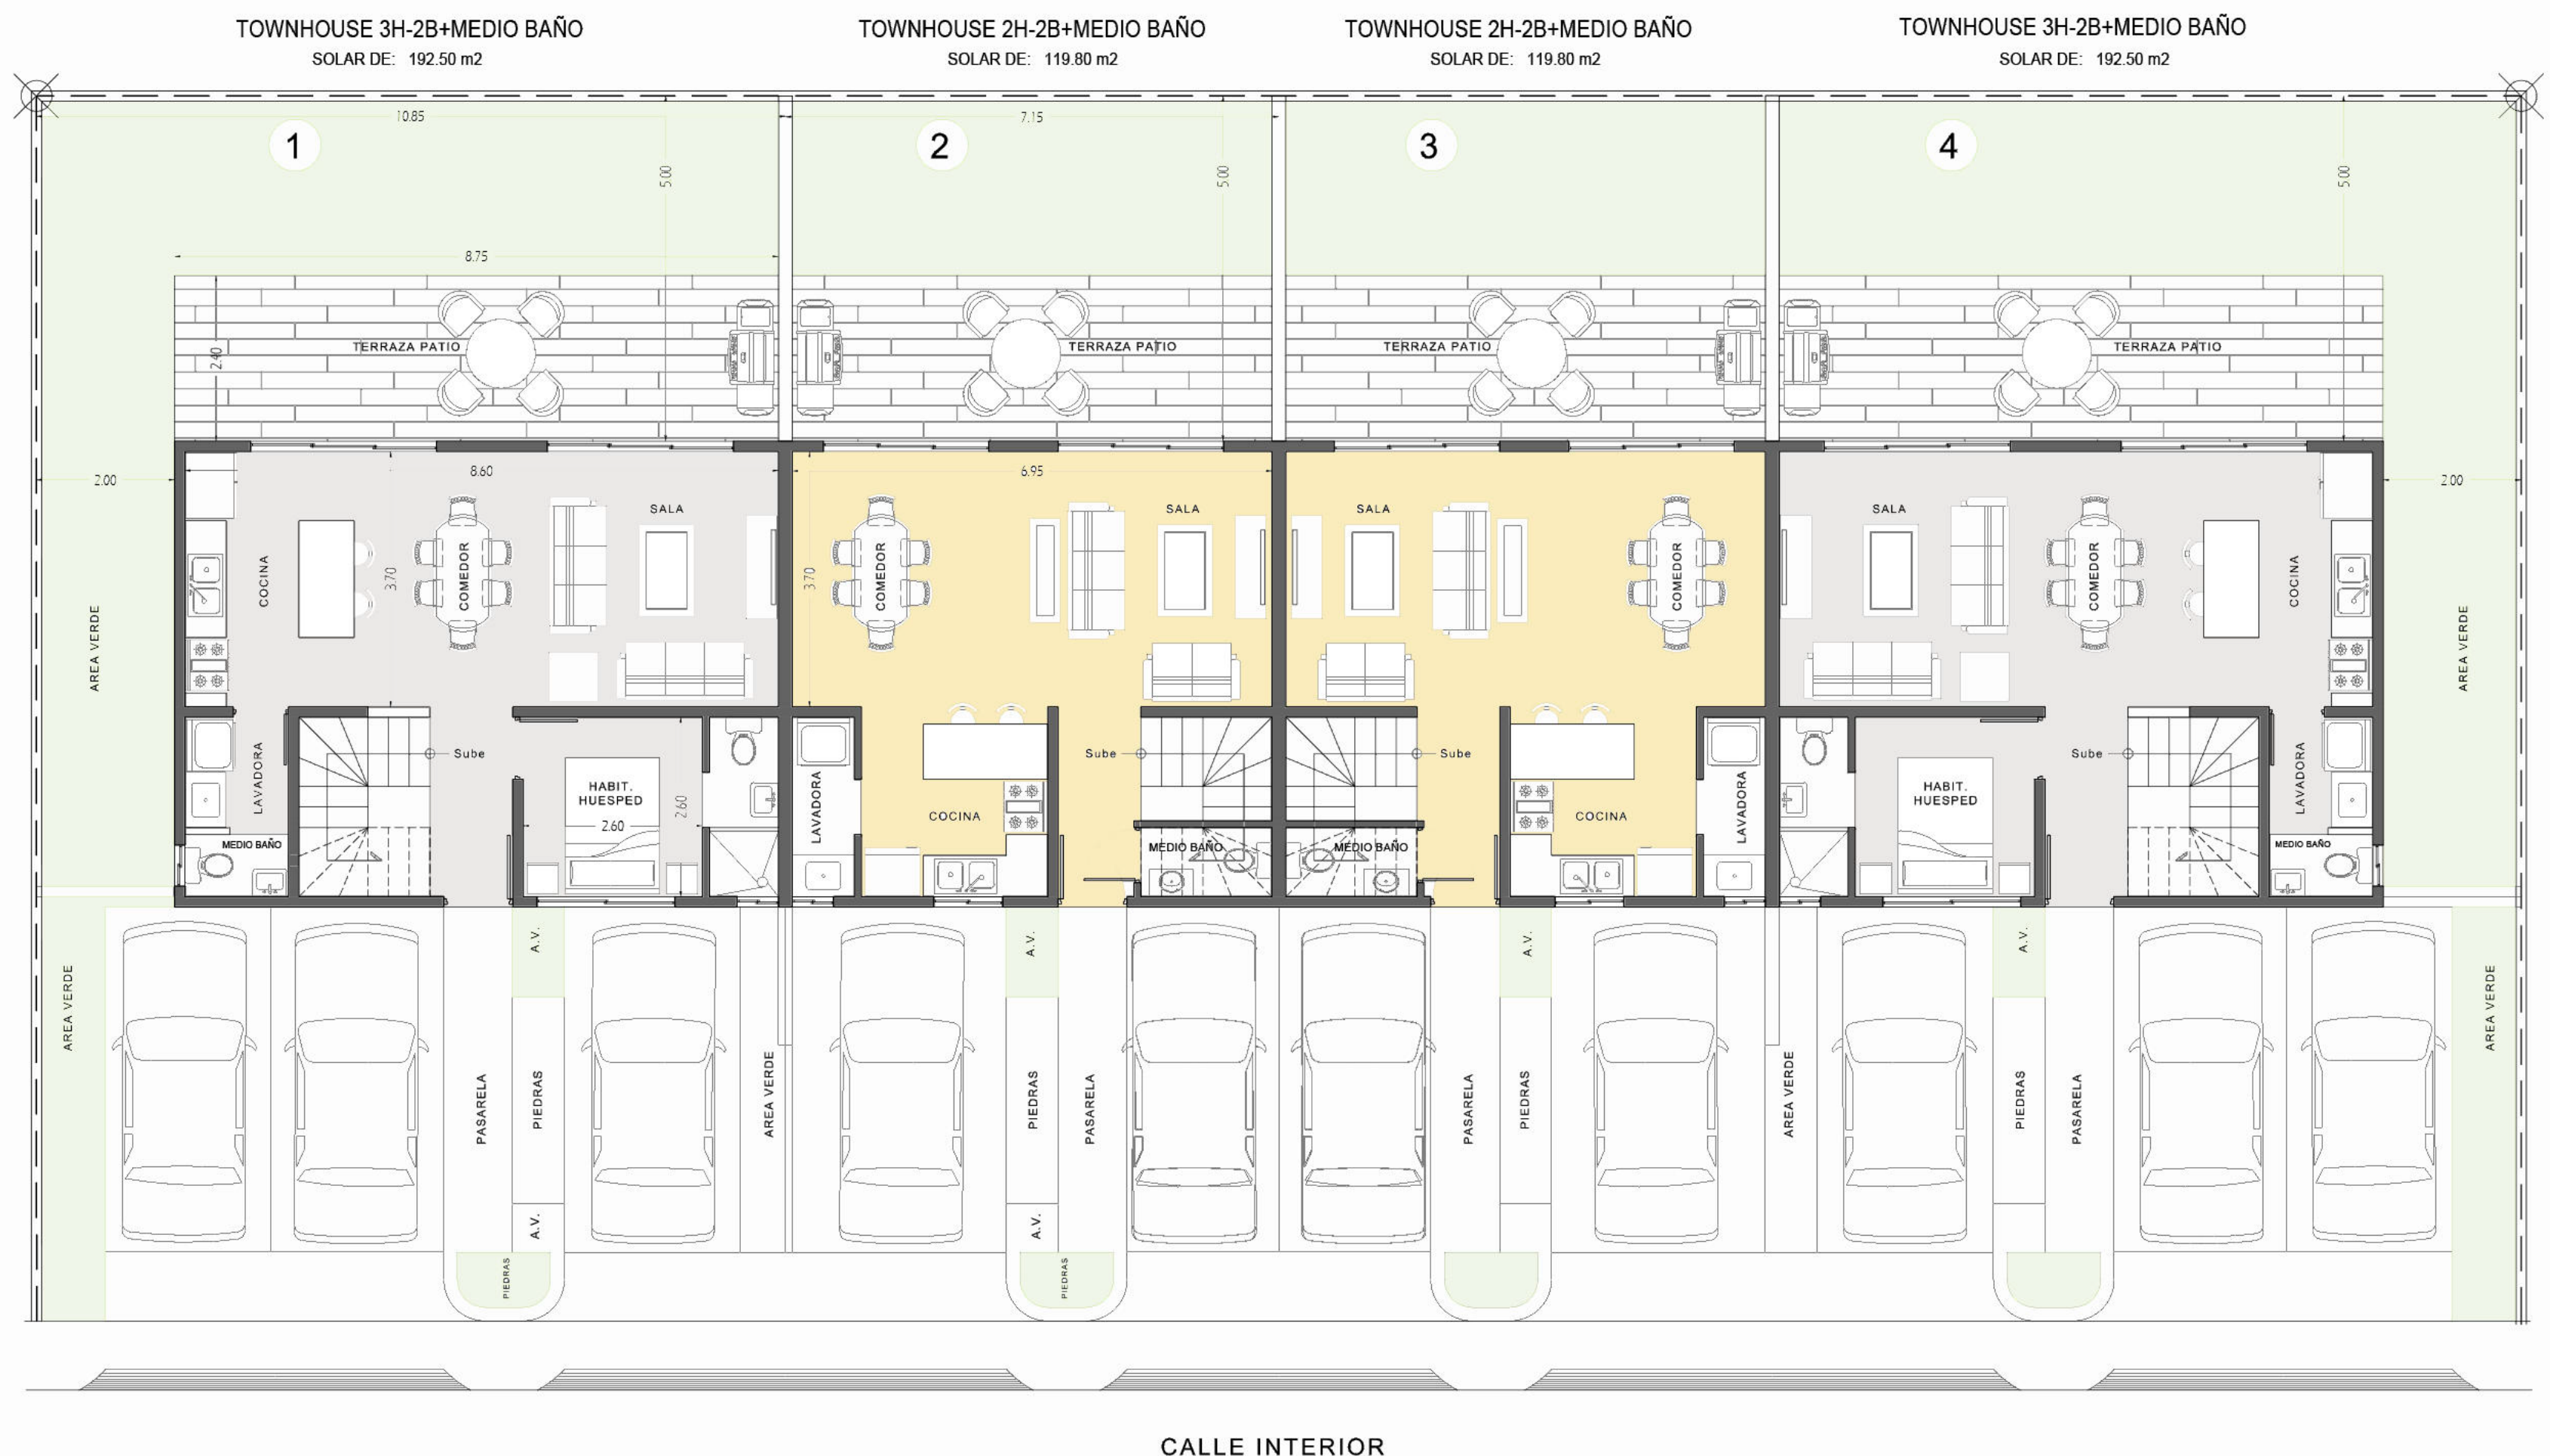 TOWNHOUSE 3H-2B+MEDIO BAÑO
SOLAR DE: 192.50 m2
TOWNHOUSE 2H-2B+MEDIO BAÑO
SOLAR DE: 119.80 m2
TOWNHOUSE 2H-2B+MEDIO BAÑO
SOLAR DE: 119.80 m2
TOWNHOUSE 3H-2B+MEDIO BAÑO
SOLAR DE: 192.50 m2
10.85
7.15
1
2
3
4
5.00
5.00
5.00
8.75
2.40
TERRAZA PATIO
TERRAZA PATIO
TERRAZA PATIO
TERRAZA PATIO
2.00
8.60
6.95
2.00
SALA
SALA
SALA
SALA
AREA VERDE
COCINA
3.70
COMEDOR
3.70
COMEDOR
COMEDOR
COMEDOR
COCINA
AREA VERDE
LAVADORA
Sube
HABIT.
HUESPED
2.60
2.60
LAVADORA
COCINA
Sube
Sube
COCINA
LAVADORA
HABIT.
HUESPED
Sube
LAVADORA
MEDIO BAÑO
MEDIO BAÑO
MEDIO BAÑO
MEDIO BAÑO
A.V.
A.V.
A.V.
A.V.
AREA VERDE
PASARELA
PIEDRAS
AREA VERDE
PIEDRAS
PASARELA
PASARELA
PIEDRAS
AREA VERDE
PIEDRAS
PASARELA
AREA VERDE
A.V.
A.V.
PIEDRAS
PIEDRAS
CALLE INTERIOR